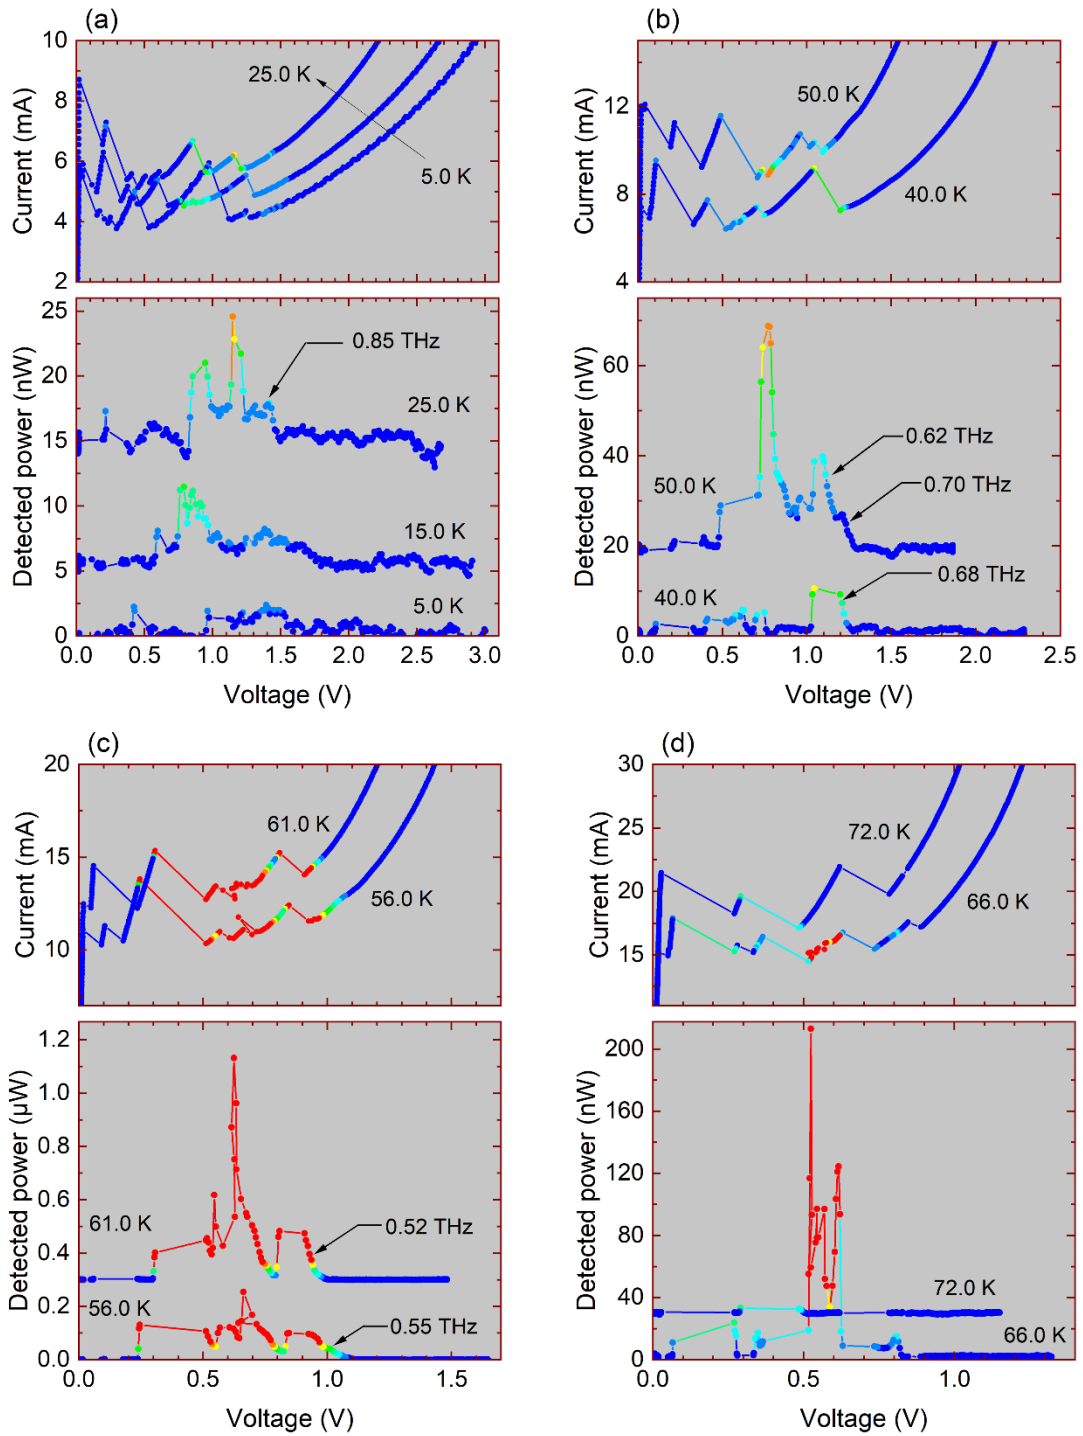 (a)
10
8
6
4
2
Current (mA)
25.0 K
5.0 K
25
20
15
10
5
0
Detected power (nW)
0.85 THz
25.0 K
15.0 K
5.0 K
0.0 0.5 1.0 1.5 2.0 2.5 3.0
Voltage (V)
(b)
12
8
4
Current (mA)
50.0 K
40.0 K
60
40
20
0
Detected power (nW)
0.62 THz
50.0 K
0.70 THz
0.68 THz
40.0 K
0.0 0.5 1.0 1.5 2.0 2.5
Voltage (V)
(c)
20
15
10
Current (mA)
61.0 K
56.0 K
1.2
1.0
0.8
0.6
0.4
0.2
0.0
Detected power (µW)
61.0 K
0.52 THz
56.0 K
0.55 THz
0.0 0.5 1.0 1.5
Voltage (V)
(d)
30
25
20
15
Current (mA)
72.0 K
66.0 K
200
160
120
80
40
0
Detected power (nW)
72.0 K
66.0 K
0.0 0.5 1.0
Voltage (V)